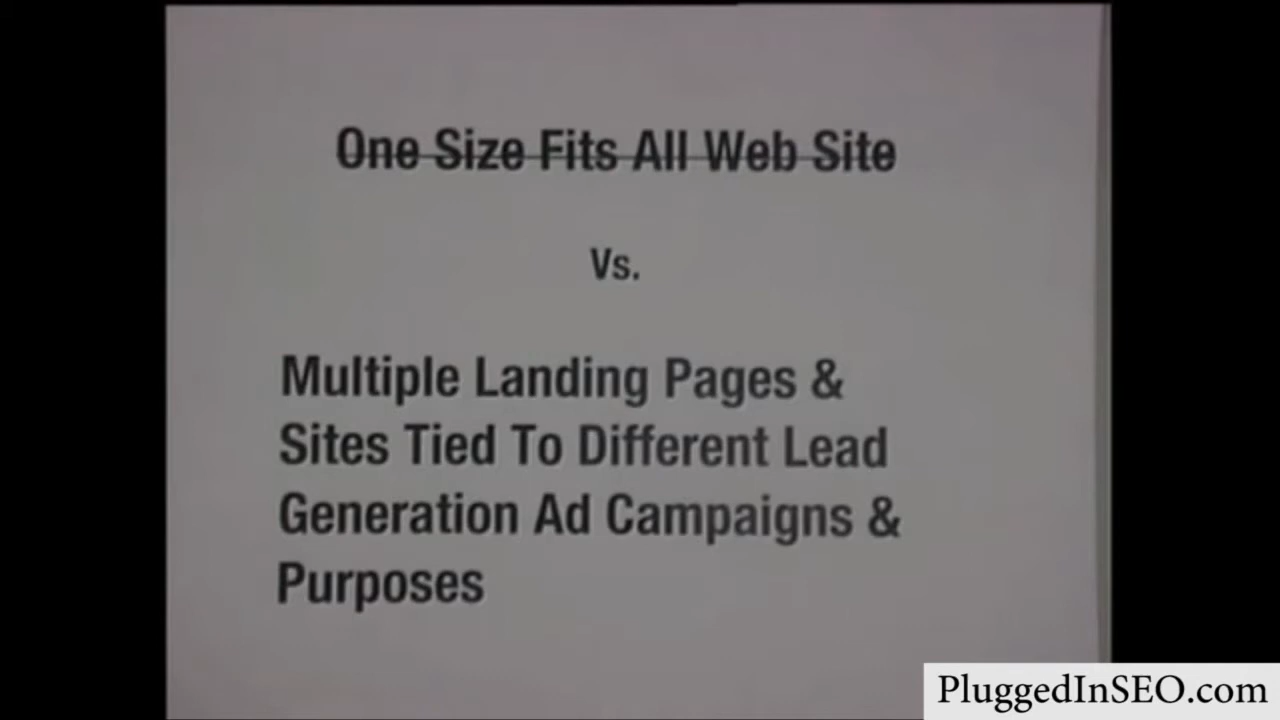 One Size Fits All Web Site
Vs.
Multiple Landing Pages &
Sites Tied To Different Lead
Generation Ad Campaigns &
Purposes
PluggedInSEO.com